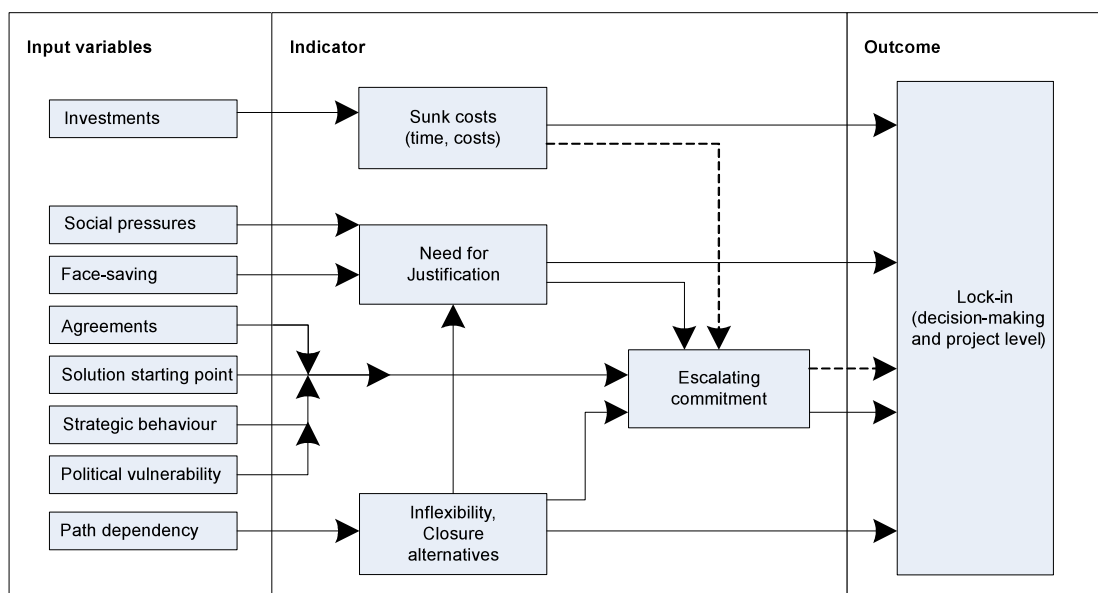 Input variables
Indicator
Outcome
Investments
Sunk costs
(time, costs)
Social pressures
Face-saving
Need for
Justification
Agreements
Solution starting point
Strategic behaviour
Political vulnerability
Path dependency
Escalating
commitment
Inflexibility,
Closure
alternatives
Lock-in
(decision-making
and project level)